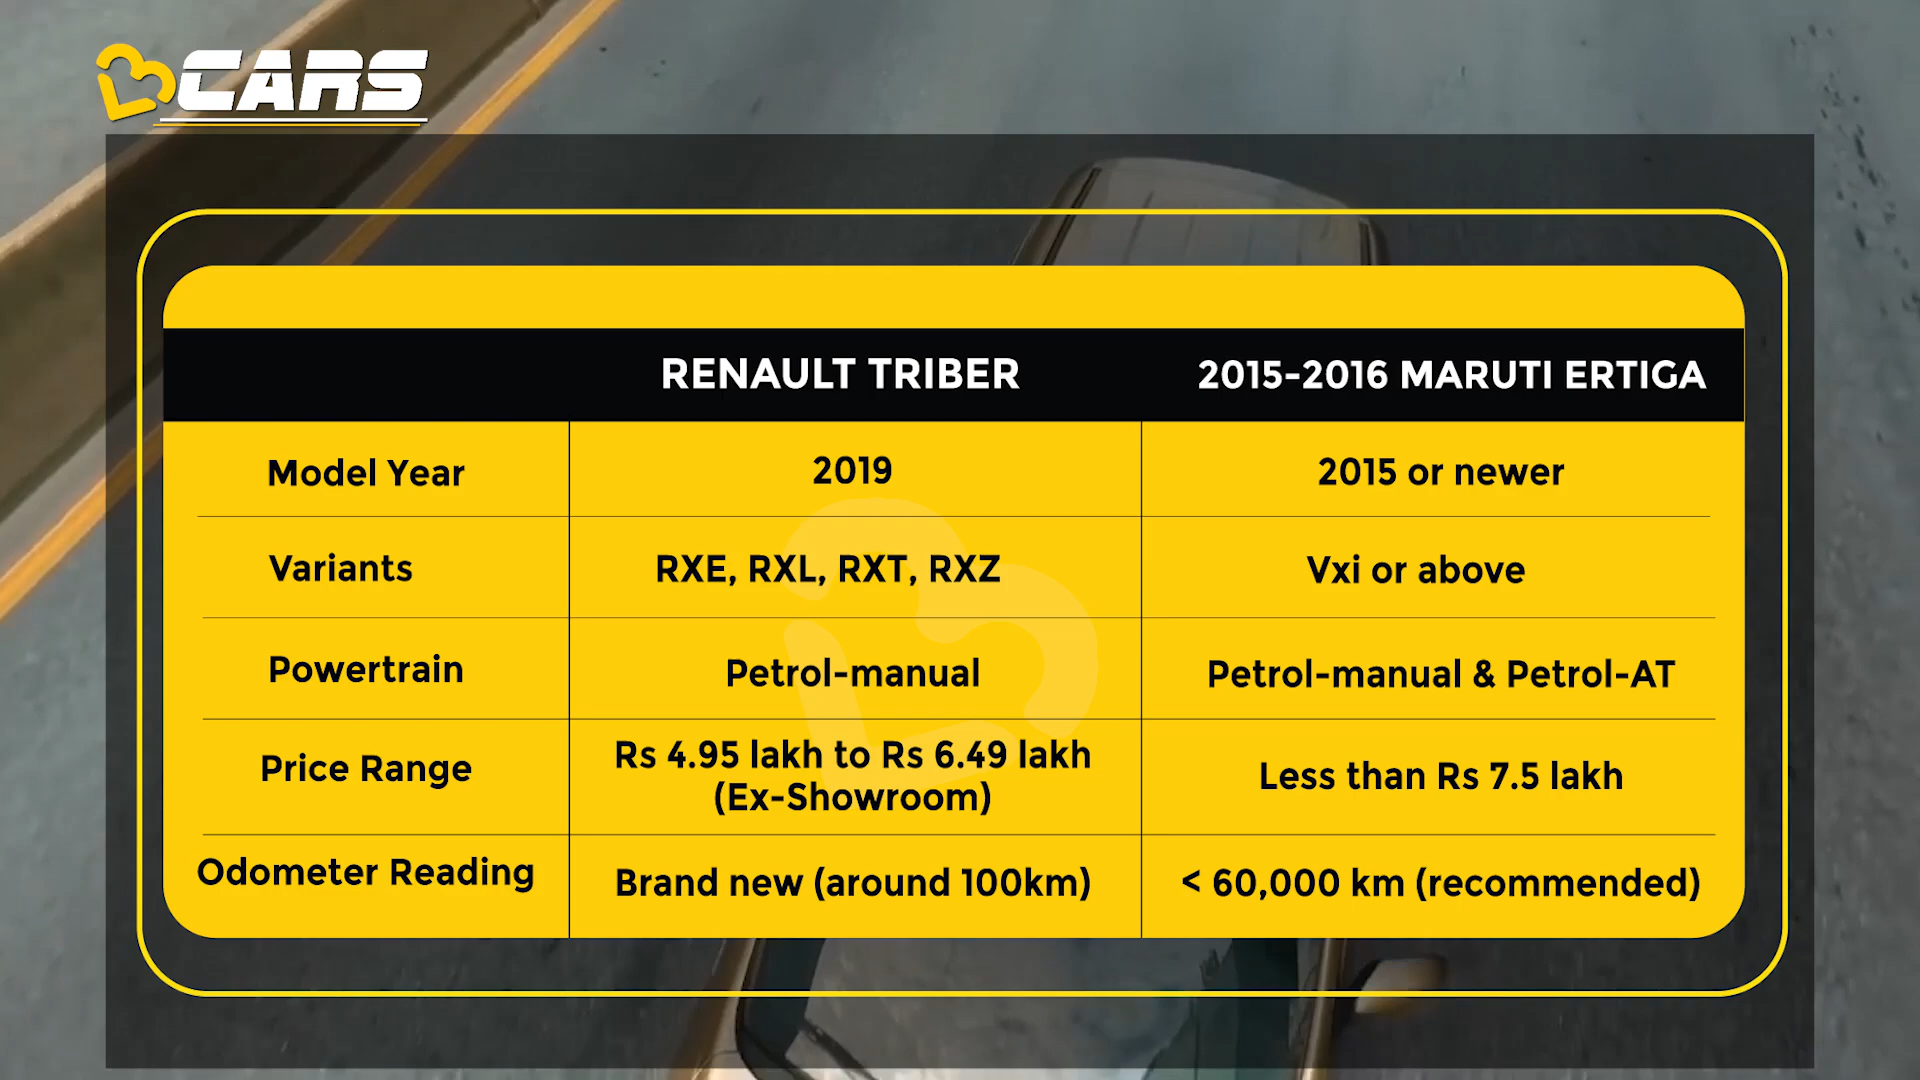 CARS
RENAULT TRIBER 2015-2016 MARUTI ERTIGA
Model Year 2019 2015 or newer
Variants RXE, RXL, RXT, RXZ Vxi or above
Powertrain Petrol-manual Petrol-manual & Petrol-AT
Price Range Rs 4.95 lakh to Rs 6.49 lakh Less than Rs 7.5 lakh
(Ex-Showroom)
Odometer Reading Brand new (around 100km) < 60,000 km (recommended)